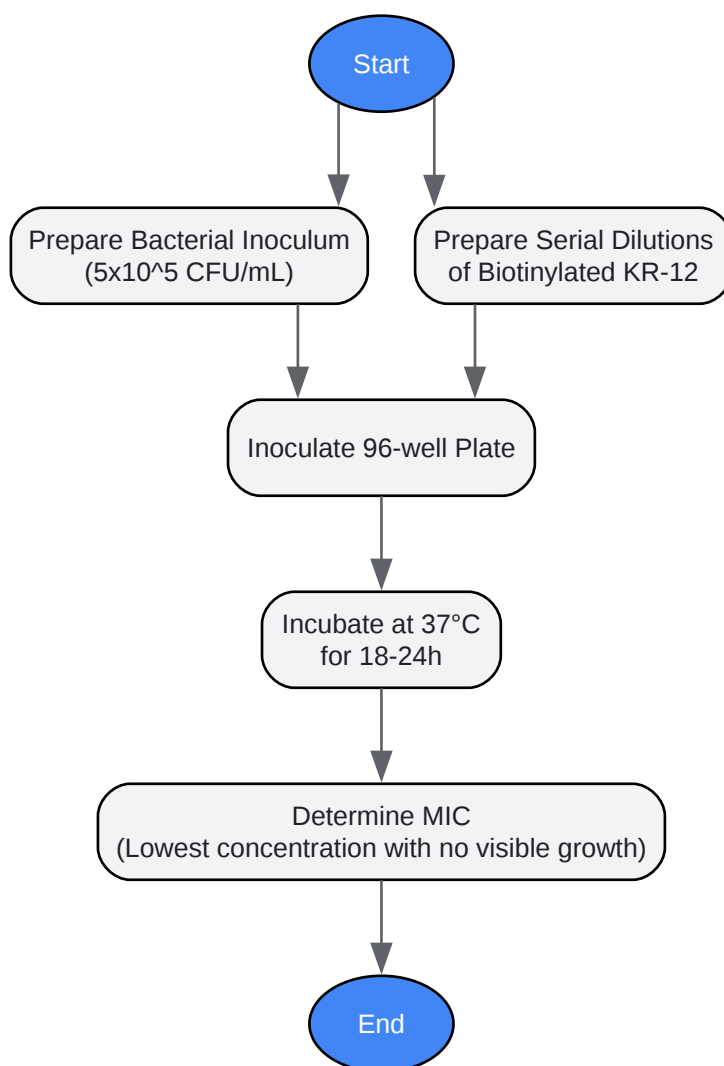 Start
Prepare Bacterial Inoculum
(5x10^5 CFU/mL)
Prepare Serial Dilutions
of Biotinylated KR-12
Inoculate 96-well Plate
Incubate at 37°C
for 18-24h
Determine MIC
(Lowest concentration with no visible growth)
End